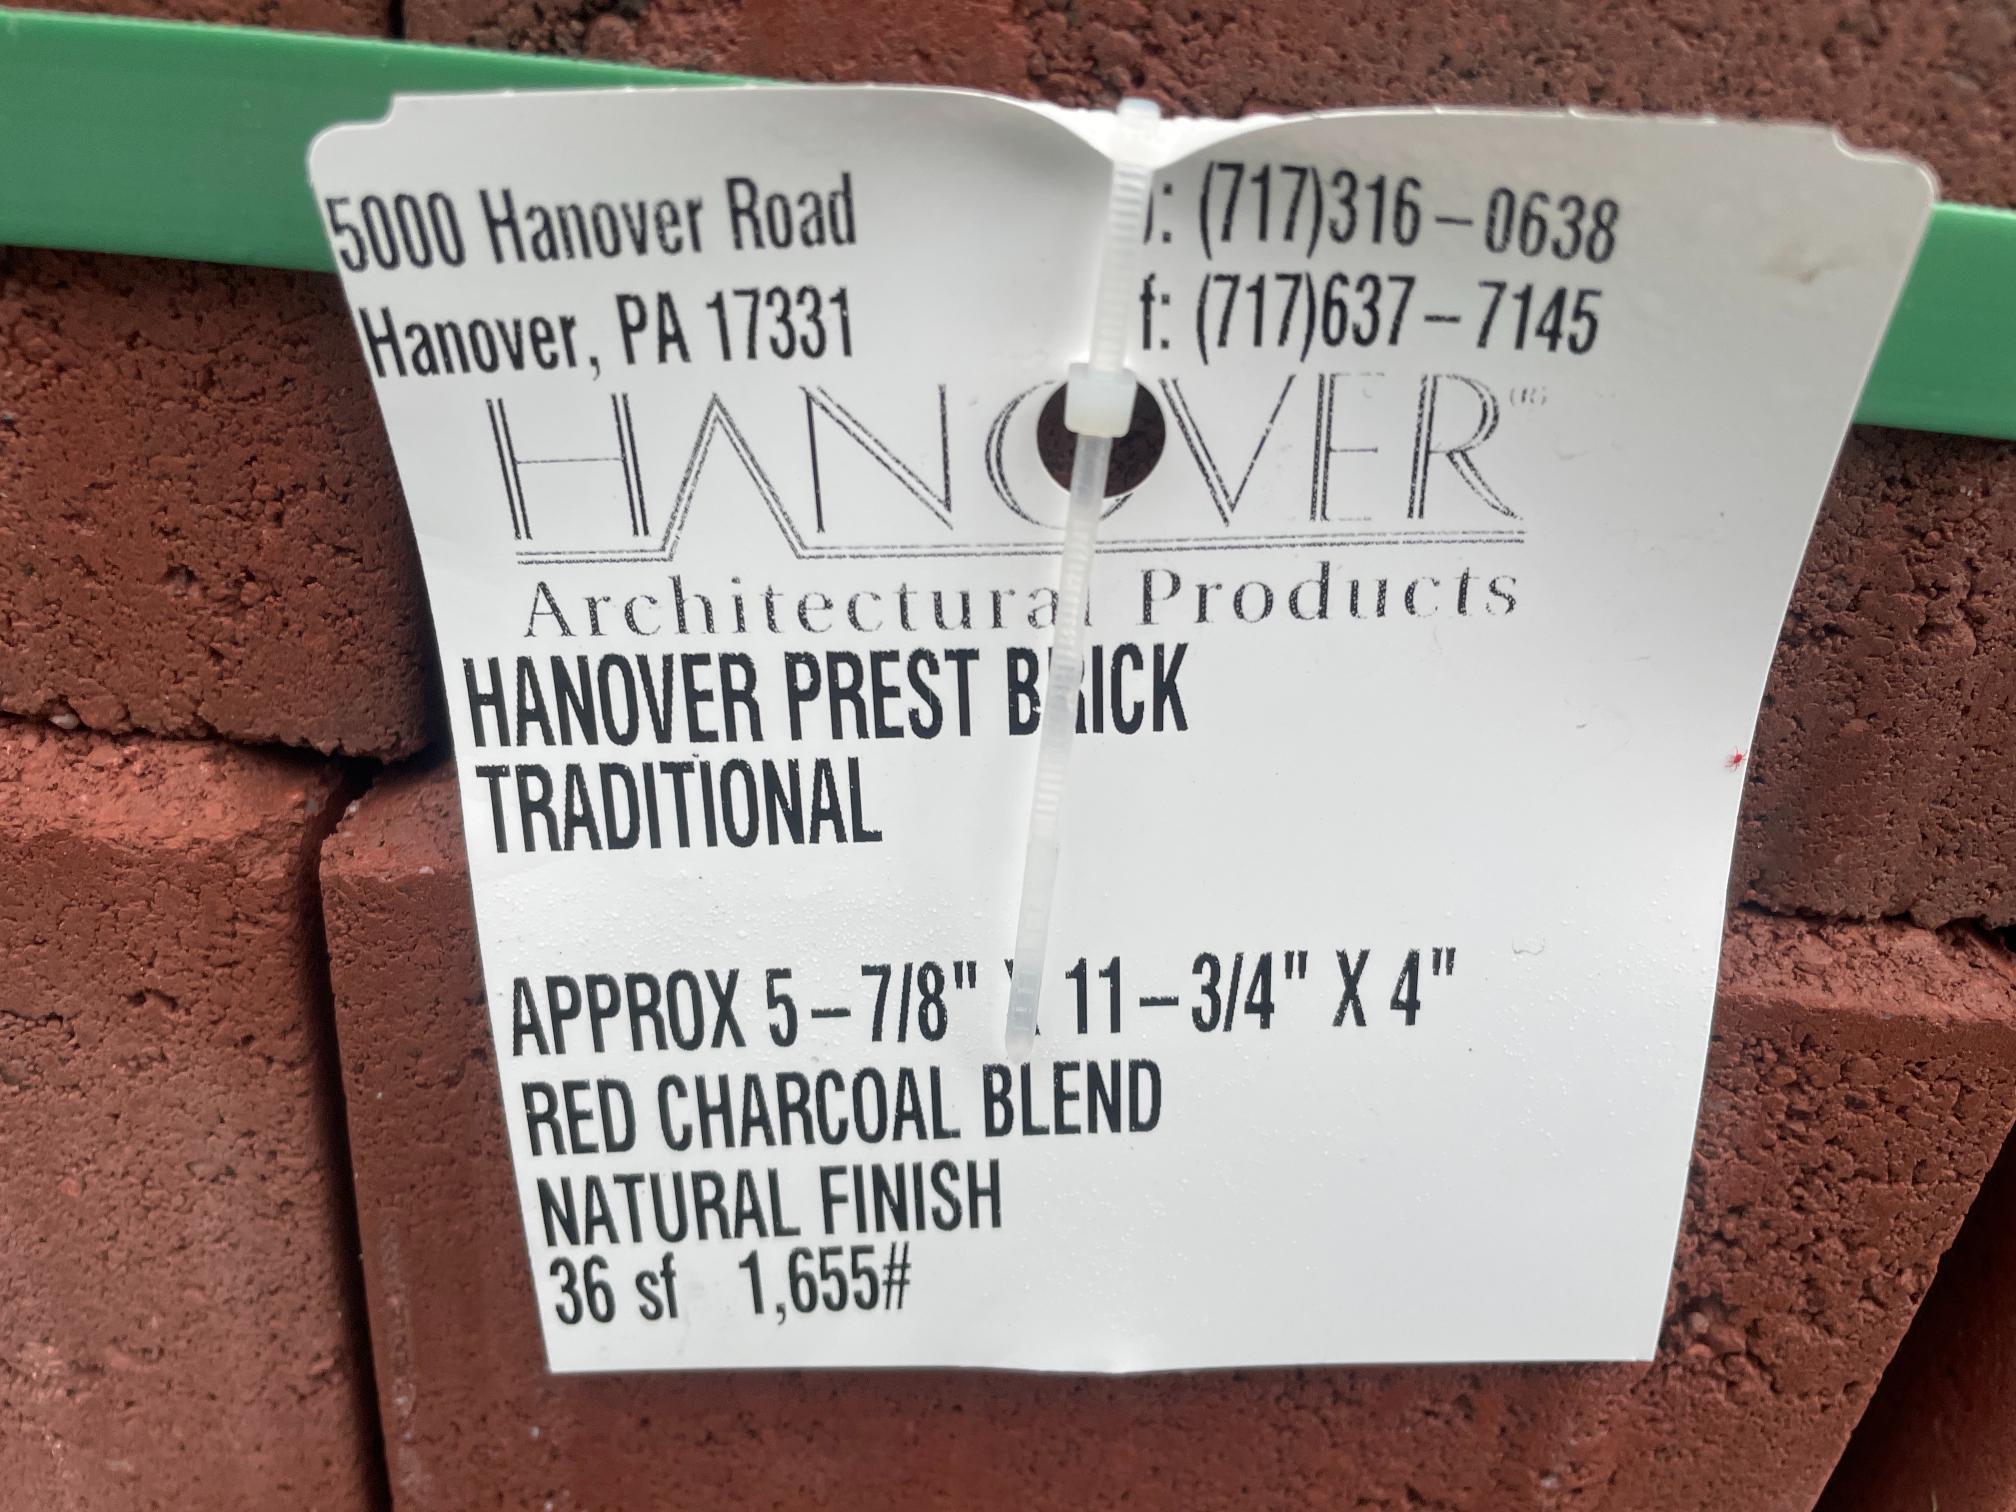 5000 Hanover Road
Hanover, PA 17331
: (717)316-0638
f: (717)637-7145
HANOVER
Architectural Products
HANOVER PREST BRICK
TRADITIONAL
APPROX 5-7/8" X 11-3/4" X 4"
RED CHARCOAL BLEND
NATURAL FINISH
36 sf 1,655#